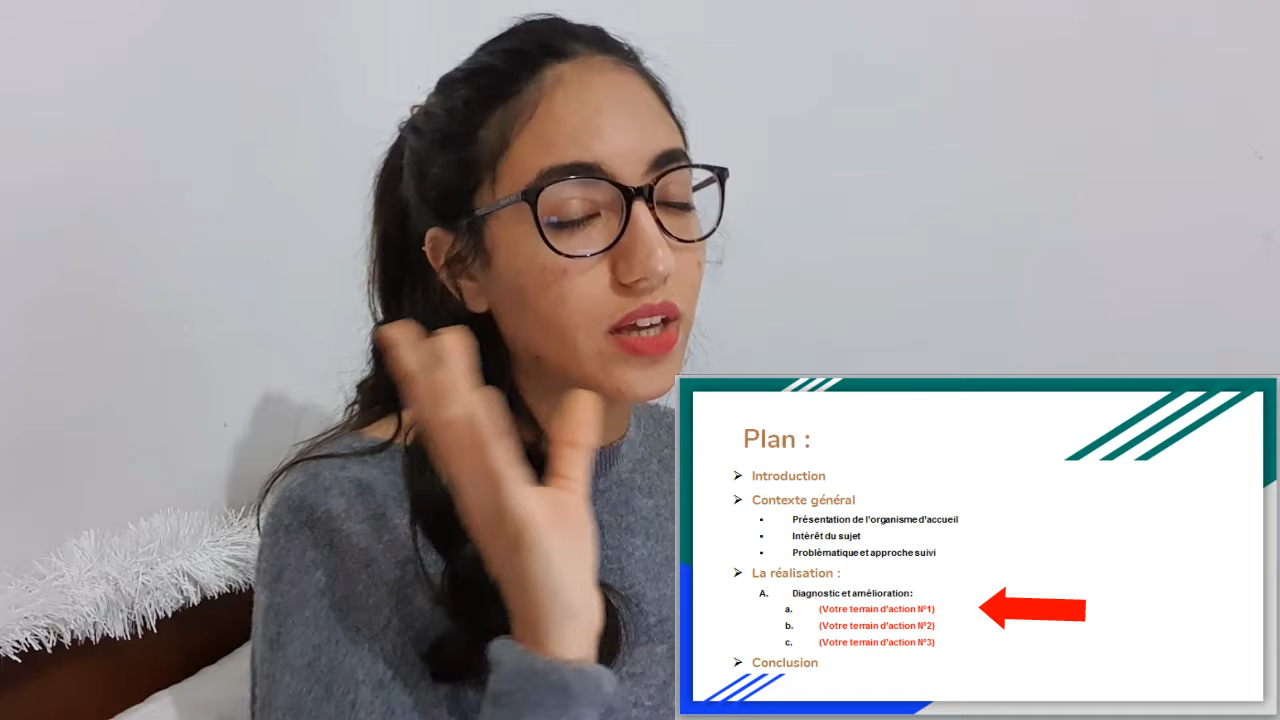 Plan :
Introduction
Contexte général
Présentation de l'organisme d'accueil
Intérêt du sujet
Problématique et approche suivi
La réalisation :
A. Diagnostic et amélioration:
a. (Votre terrain d'action N°1)
b. (Votre terrain d'action N°2)
c. (Votre terrain d'action N°3)
Conclusion